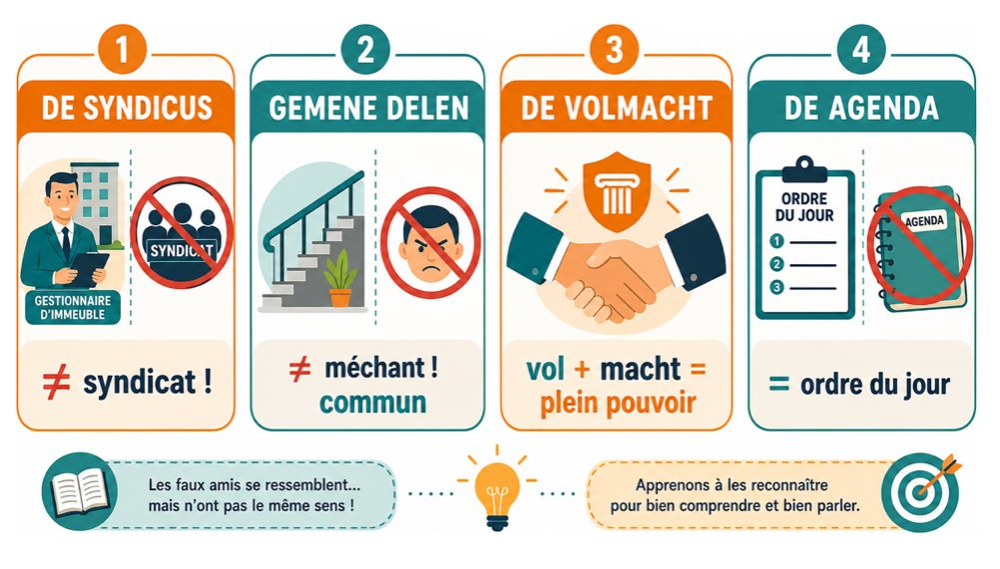 1
DE SYNDICUS
SYNDICAT
GESTIONNAIRE
D'IMMEUBLE
≠ syndicat !
2
GEMENE DELEN
≠ méchant !
commun
3
DE VOLMACHT
vol + macht =
plein pouvoir
4
DE AGENDA
ORDRE
DU JOUR
1
2
3
AGENDA
= ordre du jour
Les faux amis se ressemblent...
mais n'ont pas le même sens !
Apprenons à les reconnaître
pour bien comprendre et bien parler.